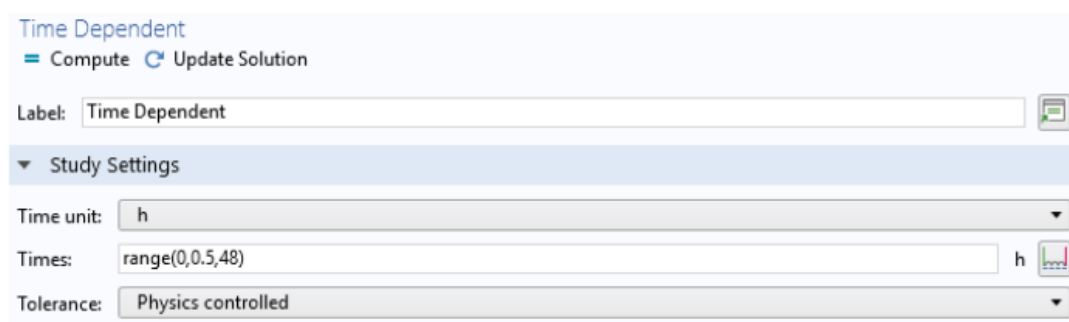 Time Dependent
= Compute Update Solution
Label: Time Dependent
Study Settings
Time unit: h
Times: range(0,0.5,48) h
Tolerance: Physics controlled